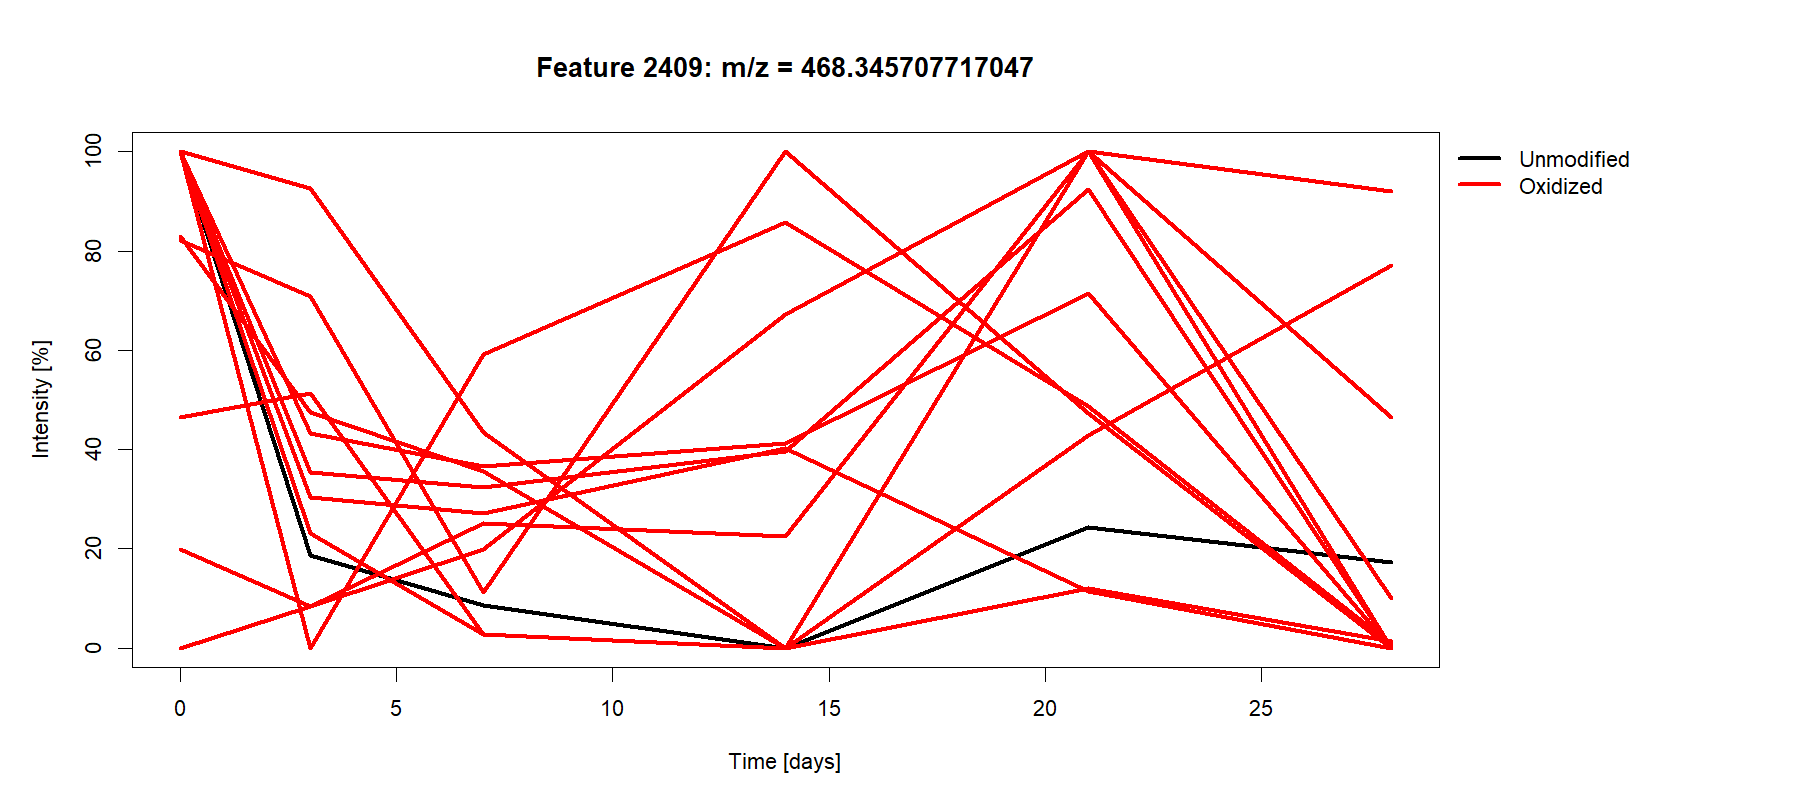 Feature 2409: m/z = 468.345707717047
Unmodified
Oxidized
Intensity [%]
100
80
60
40
20
0
0 5 10 15 20 25
Time [days]